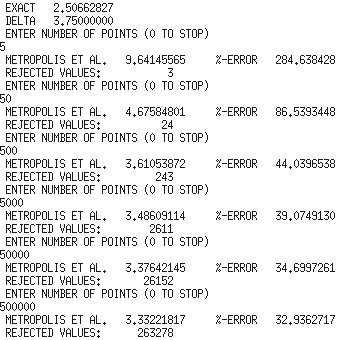 EXACT 2.50662827
DELTA 3.75000000
ENTER NUMBER OF POINTS (0 TO STOP)
5
METROPOLIS ET AL. 9.64145565 %-ERROR 284.638428
REJECTED VALUES: 3
ENTER NUMBER OF POINTS (0 TO STOP)
50
METROPOLIS ET AL. 4.67584801 %-ERROR 86.5393448
REJECTED VALUES: 24
ENTER NUMBER OF POINTS (0 TO STOP)
500
METROPOLIS ET AL. 3.61053872 %-ERROR 44.0396538
REJECTED VALUES: 243
ENTER NUMBER OF POINTS (0 TO STOP)
5000
METROPOLIS ET AL. 3.48609114 %-ERROR 39.0749130
REJECTED VALUES: 2611
ENTER NUMBER OF POINTS (0 TO STOP)
50000
METROPOLIS ET AL. 3.37642145 %-ERROR 34.6997261
REJECTED VALUES: 26152
ENTER NUMBER OF POINTS (0 TO STOP)
500000
METROPOLIS ET AL. 3.33221817 %-ERROR 32.9362717
REJECTED VALUES: 263278